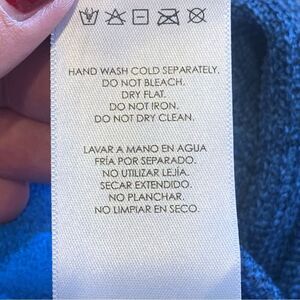 HAND WASH COLD SEPARATELY.
DO NOT BLEACH.
DRY FLAT.
DO NOT IRON.
DO NOT DRY CLEAN.
LAVAR A MANO EN AGUA
FRÍA POR SEPARADO.
NO UTILIZAR LEJÍA.
SECAR EXTENDIDO.
NO PLANCHAR.
NO LIMPIAR EN SECO.